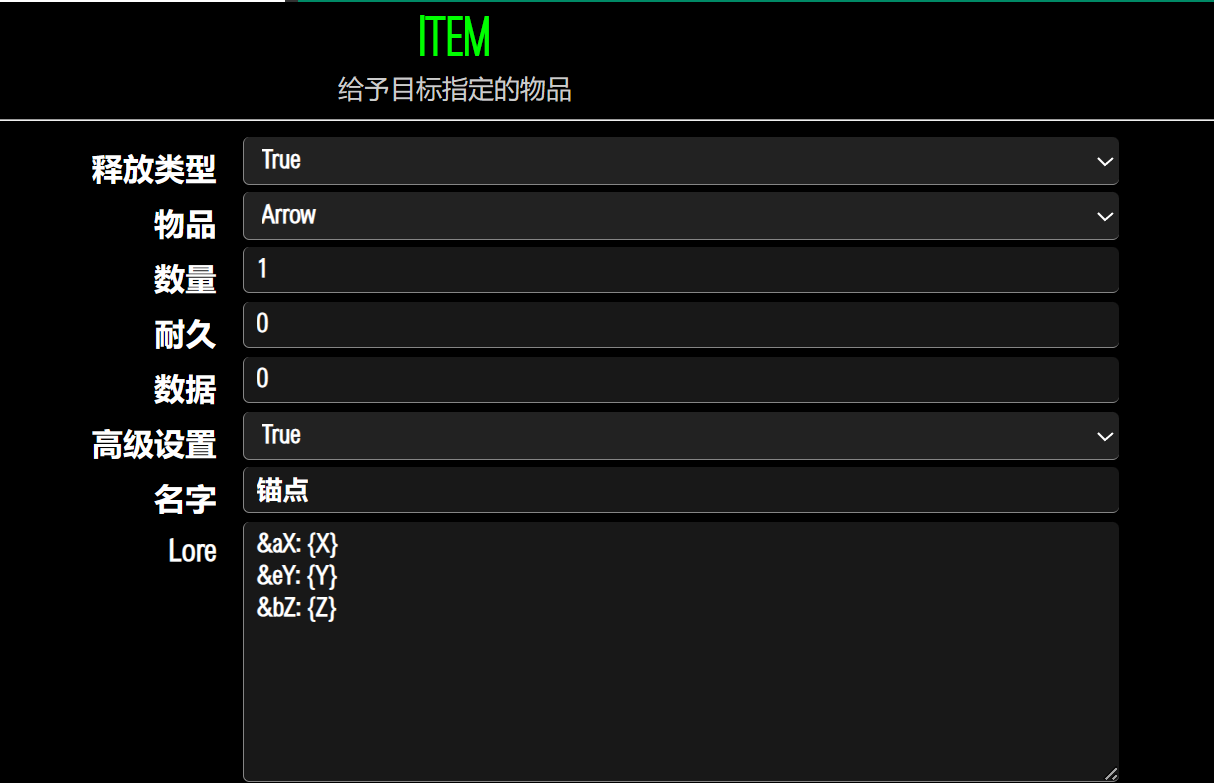 ITEM
给予目标指定的物品
释放类型 True
物品 Arrow
数量 1
耐久 0
数据 0
高级设置 True
名字 锚点
Lore &aX: {X}
&eY: {Y}
&bZ: {Z}